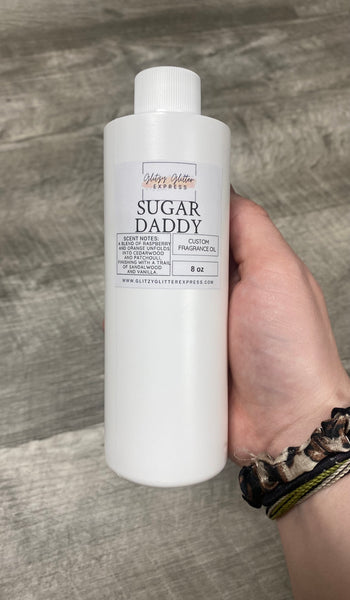 Glitzy Glitter
EXPRESS
SUGAR
DADDY
SCENT NOTES:
A BLEND OF RASPBERRY
AND ORANGE UNFOLDS
INTO CEDARWOOD
AND PATCHOULI,
FINISHING WITH A TRAIL
OF SANDALWOOD
AND VANILLA.
CUSTOM
FRAGRANCE OIL
8 oz
WWW.GLITZYGLITTEREXPRESS.COM